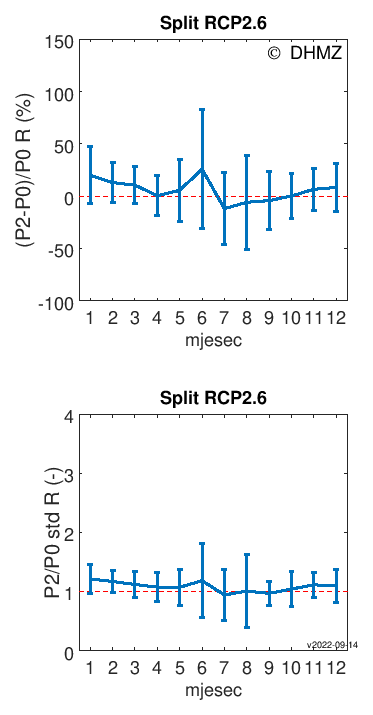 Split RCP2.6
© DHMZ
(P2-P0)/P0 R (%)
150
100
50
0
-50
-100
1 2 3 4 5 6 7 8 9 10 11 12
mjesec
Split RCP2.6
P2/P0 std R (-)
4
3
2
1
0
v2022-09-14
1 2 3 4 5 6 7 8 9 10 11 12
mjesec